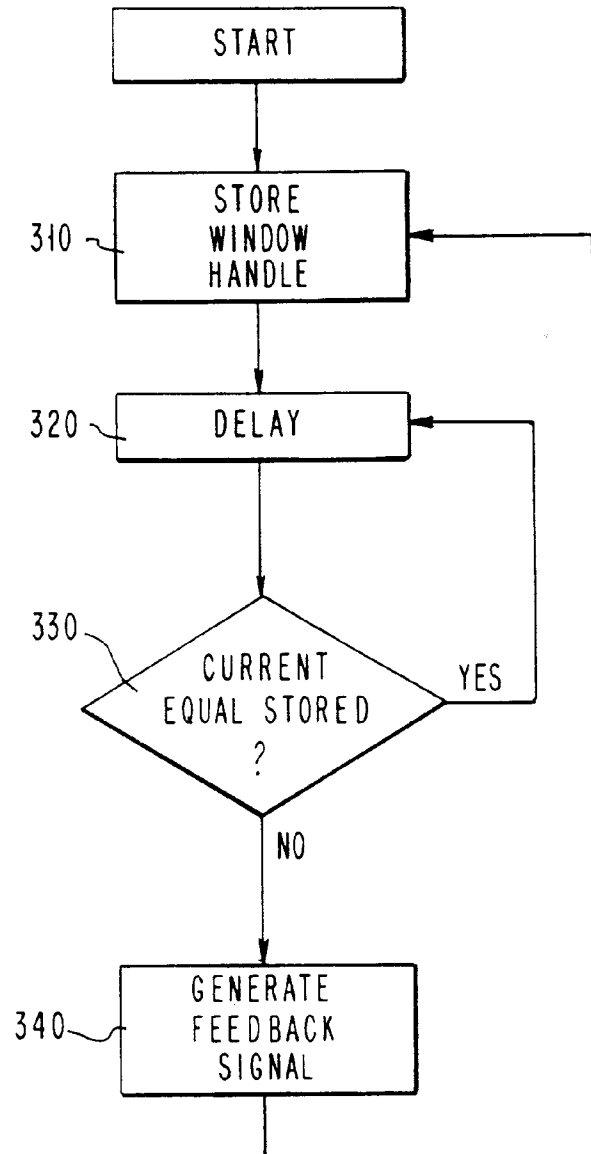 START
STORE
WINDOW
HANDLE
310
DELAY
320
330
CURRENT
EQUAL STORED
?
YES
NO
GENERATE
FEEDBACK
SIGNAL
340